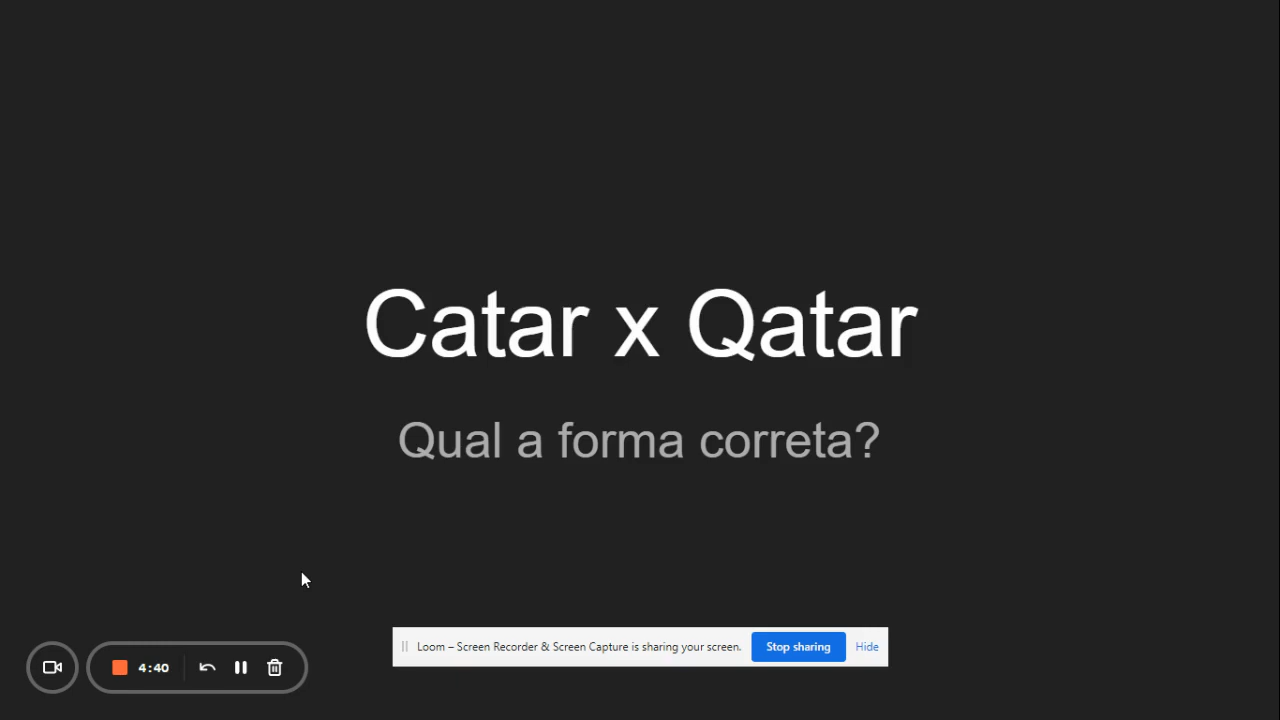 Catar x Qatar
Qual a forma correta?
Loom – Screen Recorder & Screen Capture is sharing your screen.
Stop sharing
Hide
4:40